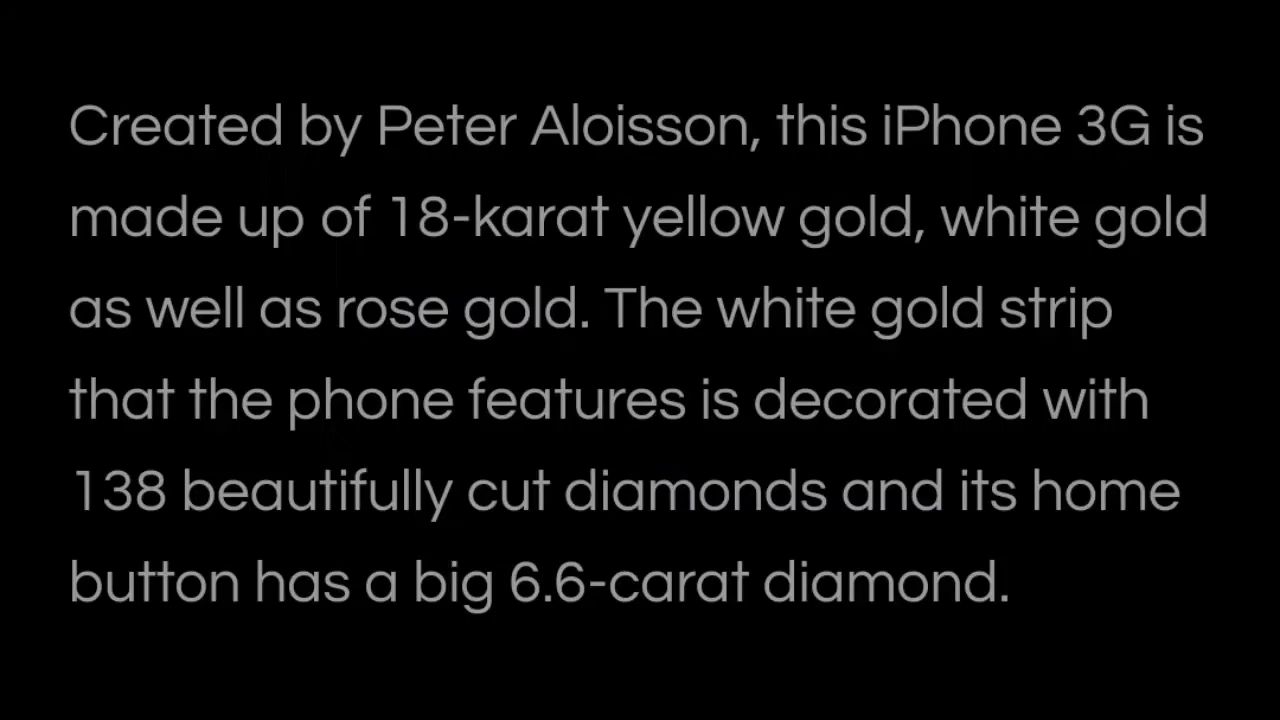 Created by Peter Aloisson, this iPhone 3G is
made up of 18-karat yellow gold, white gold
as well as rose gold. The white gold strip
that the phone features is decorated with
138 beautifully cut diamonds and its home
button has a big 6.6-carat diamond.